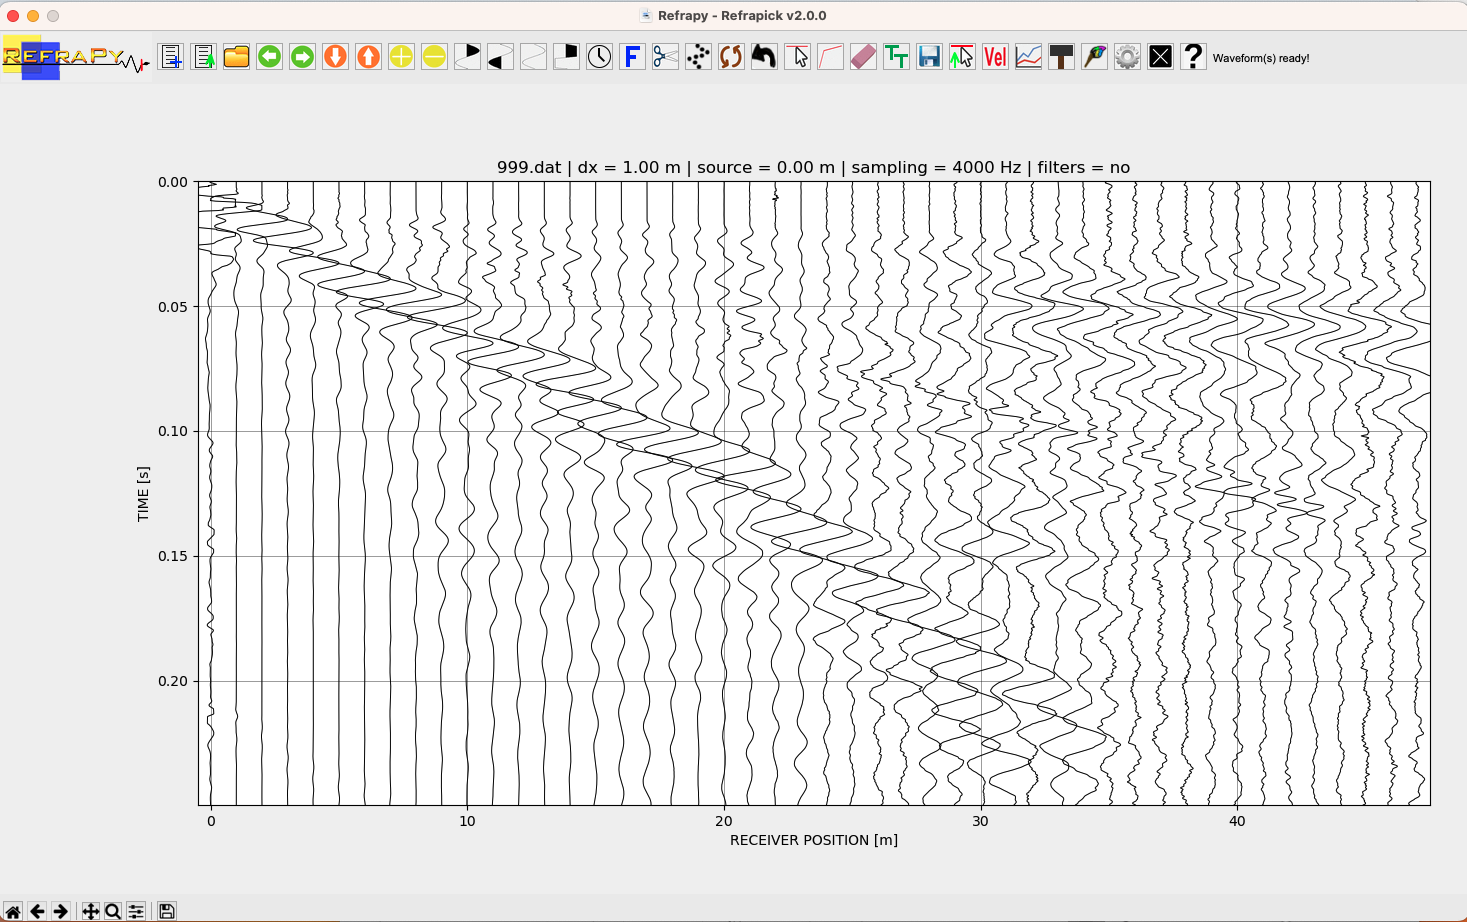 Refrapy - Refrapick v2.0.0
REFRAPY
F
TT
Vel
T
?
Waveform(s) ready!
999.dat | dx = 1.00 m | source = 0.00 m | sampling = 4000 Hz | filters = no
0.00
0.05
0.10
0.15
0.20
TIME [s]
0 10 20 30 40
RECEIVER POSITION [m]